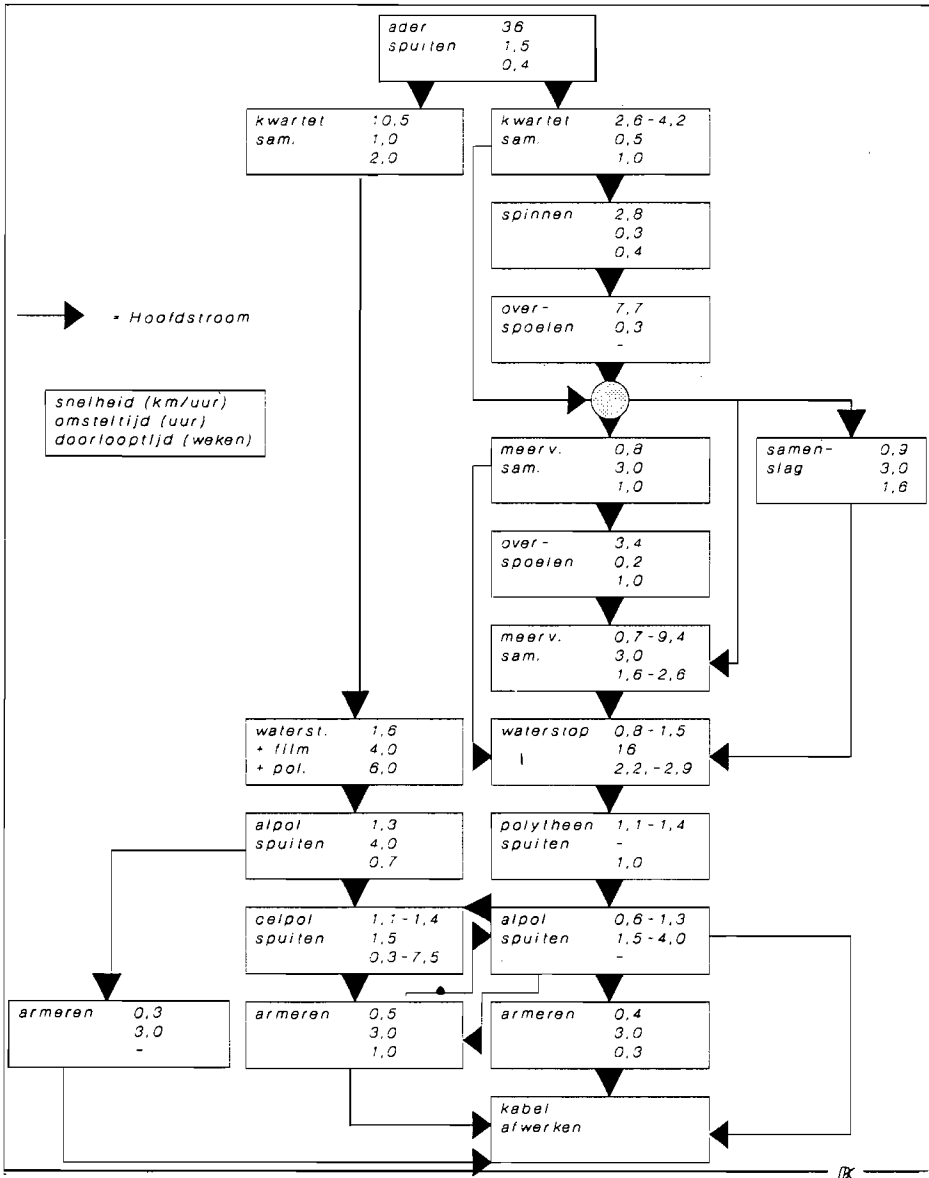 ader 36
spuiten 1,5
0,4
kwartet 10,5
sam. 1,0
2,0
kwartet 2,6-4,2
sam. 0,5
1,0
spinnen 2,8
0,3
0,4
over- 7,7
spoelen 0,3
-
= Hoofdstroom
snelheid (km/uur)
omsteltijd (uur)
doorlooptijd (weken)
meerv. 0,8
sam. 3,0
1,0
samen- 0,9
slag 3,0
1,6
over- 3,4
spoelen 0,2
1,0
meerv. 0,7-9,4
sam. 3,0
1,6-2,6
waterst. 1,6
+ film 4,0
+ pol. 6,0
waterstop 0,8-1,5
16
2,2,-2,9
alpol 1,3
spuiten 4,0
0,7
polytheen 1,1-1,4
spuiten -
1,0
celpol 1,1-1,4
spuiten 1,5
0,3-7,5
alpol 0,6-1,3
spuiten 1,5-4,0
-
armeren 0,3
3,0
-
armeren 0,5
3,0
1,0
armeren 0,4
3,0
0,3
kabel
afwerken